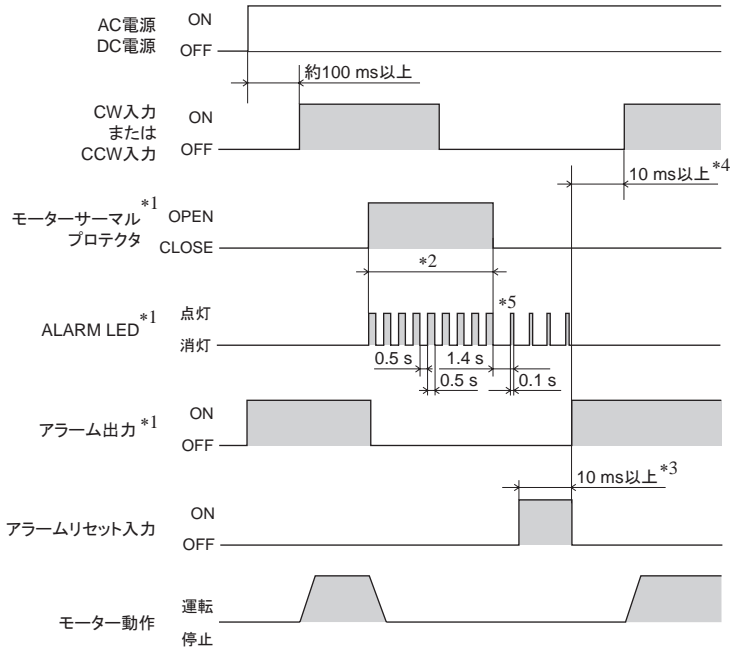 AC電源
DC電源
ON
OFF
約100 ms以上
CW入力
または
CCW入力
ON
OFF
10 ms以上*4
モーターサーマル*1
プロテクタ
OPEN
CLOSE
*2
ALARM LED*1
点灯
消灯
*5
0.5 s
1.4 s
0.5 s
0.1 s
アラーム出力*1
ON
OFF
10 ms以上*3
アラームリセット入力
ON
OFF
モーター動作
運転
停止